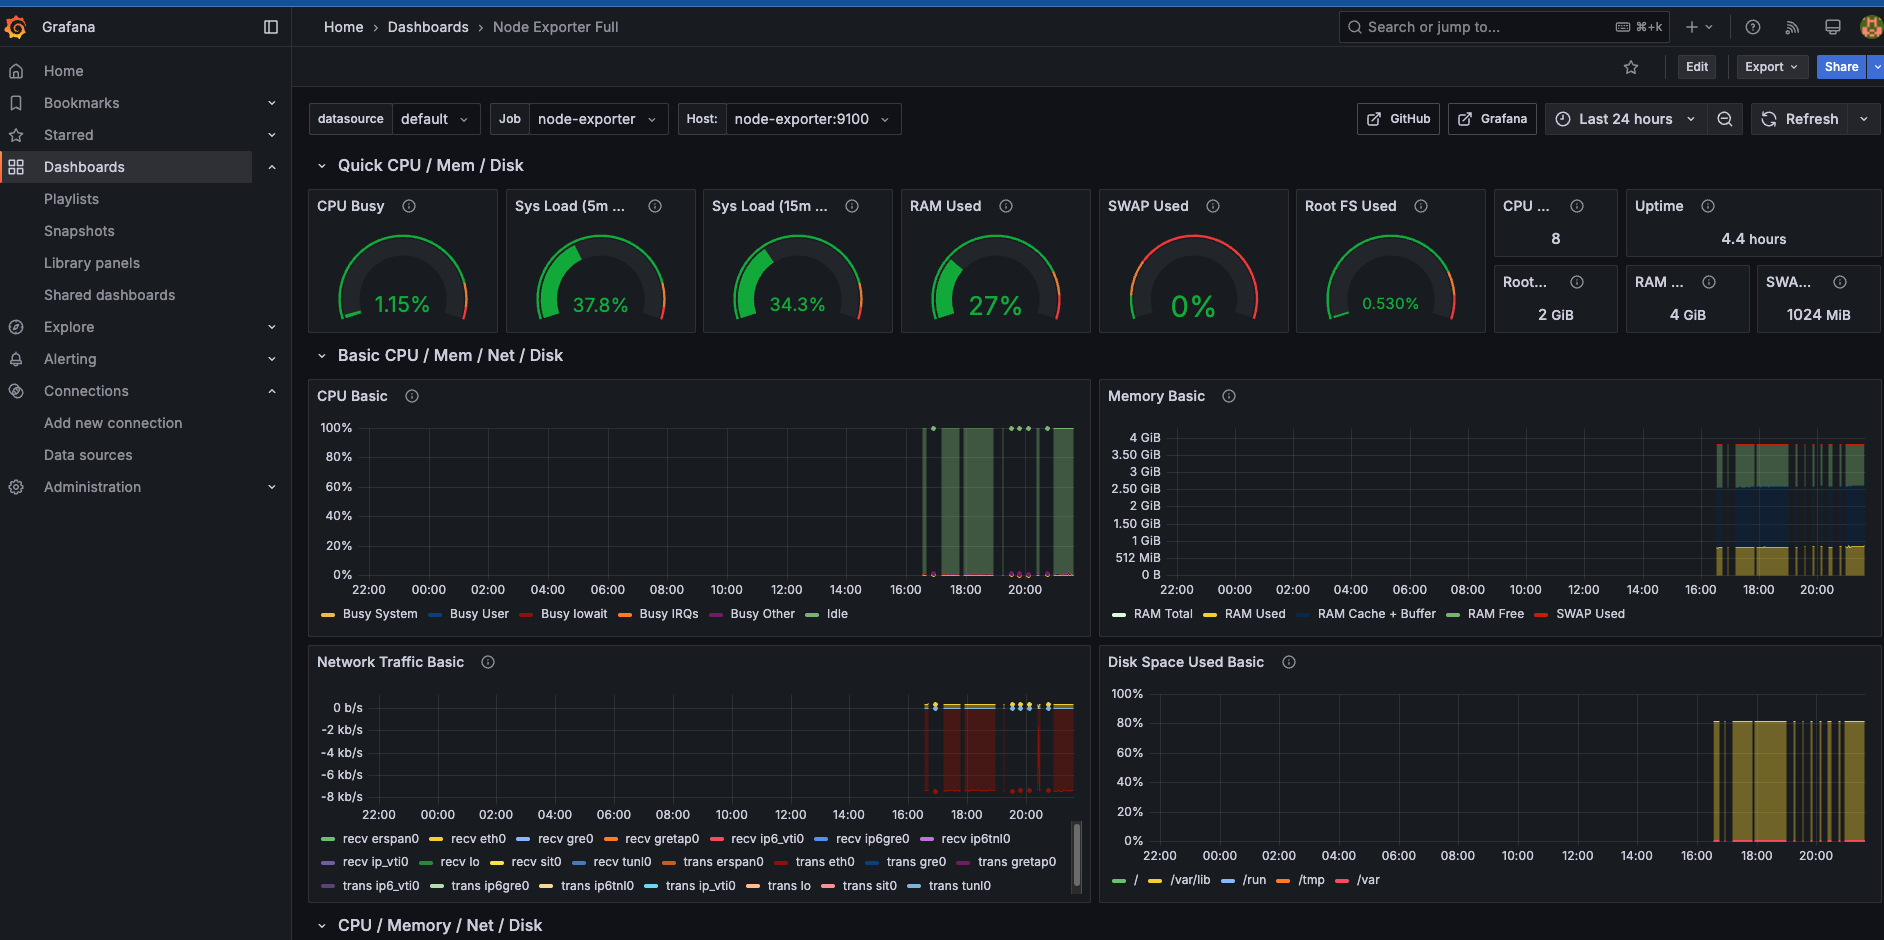 Grafana
Home › Dashboards › Node Exporter Full
Search or jump to...
⌘+k
Home
Bookmarks
Starred
Dashboards
Playlists
Snapshots
Library panels
Shared dashboards
Explore
Alerting
Connections
Add new connection
Data sources
Administration
Edit
Export
Share
datasource default
Job node-exporter
Host: node-exporter:9100
GitHub
Grafana
Last 24 hours
Refresh
Quick CPU / Mem / Disk
CPU Busy
1.15%
Sys Load (5m ...
37.8%
Sys Load (15m ...
34.3%
RAM Used
27%
SWAP Used
0%
Root FS Used
0.530%
CPU ...
8
Uptime
4.4 hours
Root...
2 GiB
RAM ...
4 GiB
SWA...
1024 MiB
Basic CPU / Mem / Net / Disk
CPU Basic
100%
80%
60%
40%
20%
0%
22:00 00:00 02:00 04:00 06:00 08:00 10:00 12:00 14:00 16:00 18:00 20:00
Busy System Busy User Busy Iowait Busy IRQs Busy Other Idle
Memory Basic
4 GiB
3.50 GiB
3 GiB
2.50 GiB
2 GiB
1.50 GiB
1 GiB
512 MiB
0 B
22:00 00:00 02:00 04:00 06:00 08:00 10:00 12:00 14:00 16:00 18:00 20:00
RAM Total RAM Used RAM Cache + Buffer RAM Free SWAP Used
Network Traffic Basic
0 b/s
-2 kb/s
-4 kb/s
-6 kb/s
-8 kb/s
22:00 00:00 02:00 04:00 06:00 08:00 10:00 12:00 14:00 16:00 18:00 20:00
recv erspan0 recv eth0 recv gre0 recv gretap0 recv ip6_vti0 recv ip6gre0 recv ip6tnl0
recv ip_vti0 recv lo recv sit0 recv tunl0 trans erspan0 trans eth0 trans gre0 trans gretap0
trans ip6_vti0 trans ip6gre0 trans ip6tnl0 trans ip_vti0 trans lo trans sit0 trans tunl0
Disk Space Used Basic
100%
80%
60%
40%
20%
0%
22:00 00:00 02:00 04:00 06:00 08:00 10:00 12:00 14:00 16:00 18:00 20:00
/ /var/lib /run /tmp /var
CPU / Memory / Net / Disk